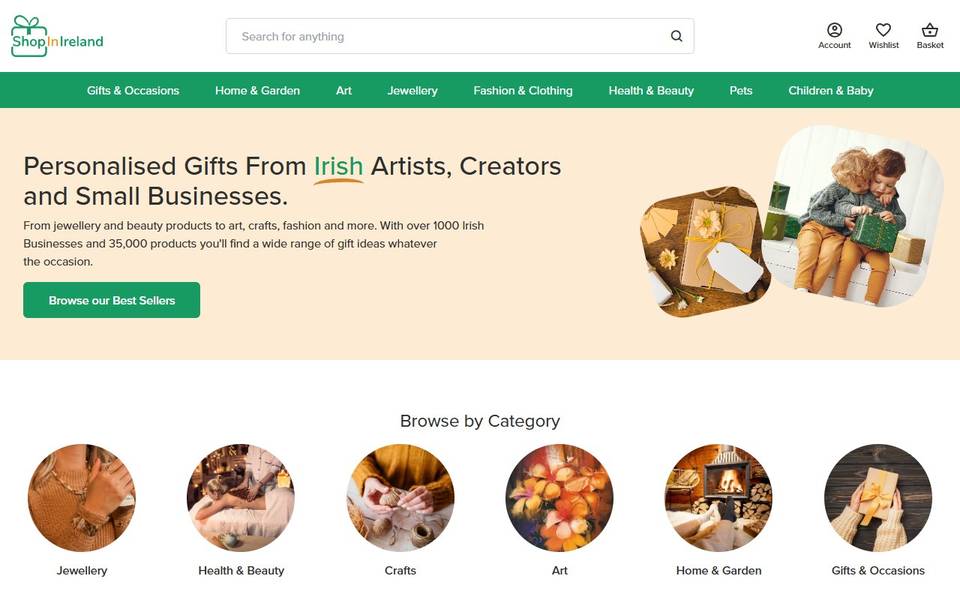 ShopInIreland
Search for anything
Account
Wishlist
Basket
Gifts & Occasions
Home & Garden
Art
Jewellery
Fashion & Clothing
Health & Beauty
Pets
Children & Baby
Personalised Gifts From Irish Artists, Creators
and Small Businesses.
From jewellery and beauty products to art, crafts, fashion and more. With over 1000 Irish
Businesses and 35,000 products you'll find a wide range of gift ideas whatever
the occasion.
Browse our Best Sellers
Browse by Category
Jewellery
Health & Beauty
Crafts
Art
Home & Garden
Gifts & Occasions